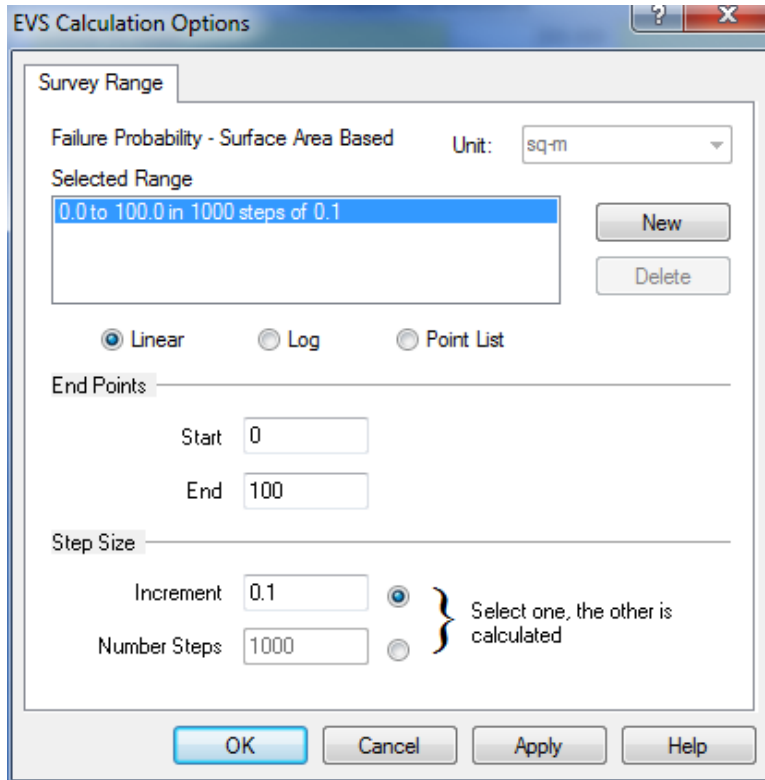 EVS Calculation Options
?
X
Survey Range
Failure Probability - Surface Area Based
Unit: sq-m
Selected Range
0.0 to 100.0 in 1000 steps of 0.1
New
Delete
Linear Log Point List
End Points
Start 0
End 100
Step Size
Increment 0.1
Select one, the other is
calculated
Number Steps 1000
OK Cancel Apply Help